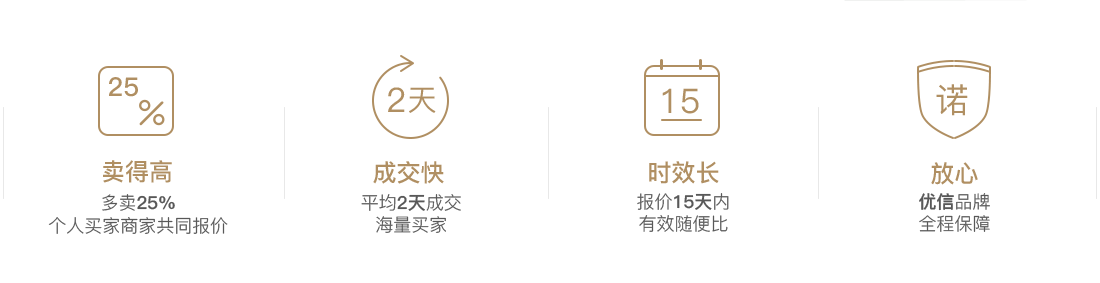 25
%
卖得高
多卖25%
个人买家商家共同报价
2天
成交快
平均2天成交
海量买家
15
时效长
报价15天内
有效随便比
诺
放心
优信品牌
全程保障